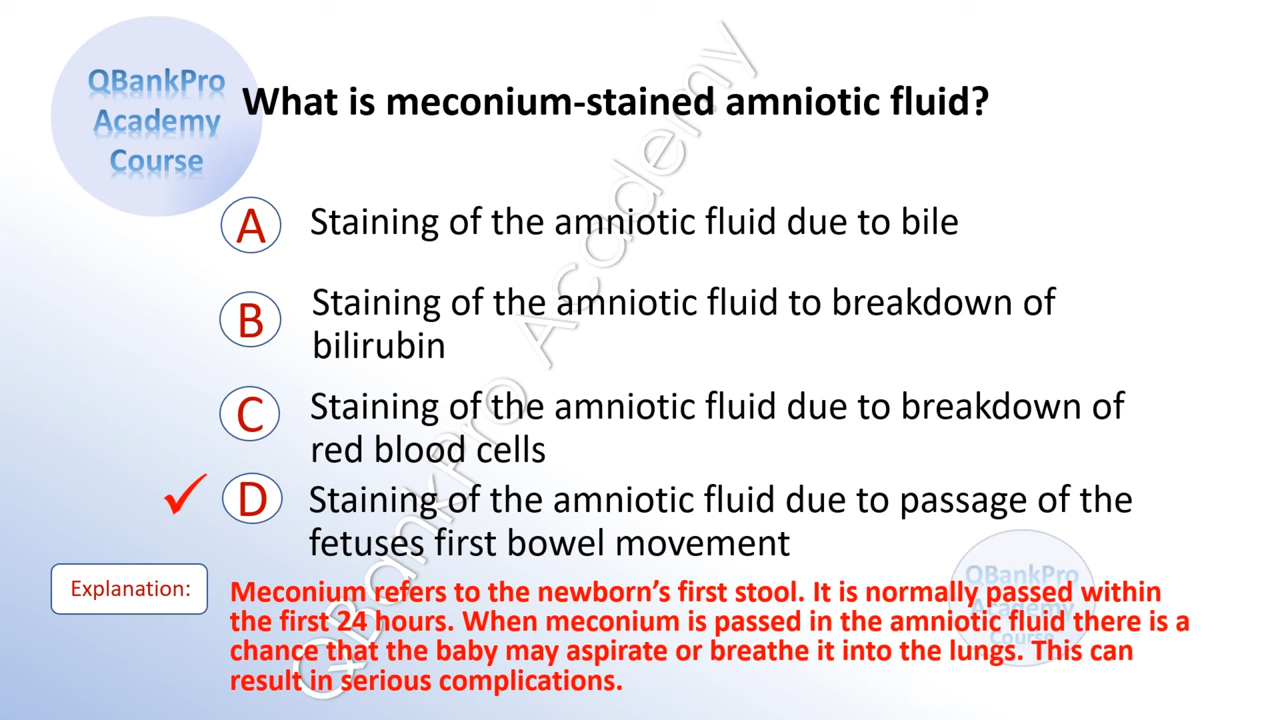 QBankPro
Academy
Course
What is meconium-stained amniotic fluid?
A
Staining of the amniotic fluid due to bile
B
Staining of the amniotic fluid to breakdown of
bilirubin
C
Staining of the amniotic fluid due to breakdown of
red blood cells
D
Staining of the amniotic fluid due to passage of the
fetuses first bowel movement
Explanation:
Meconium refers to the newborn’s first stool. It is normally passed within
the first 24 hours. When meconium is passed in the amniotic fluid there is a
chance that the baby may aspirate or breathe it into the lungs. This can
result in serious complications.
QBankPro Academy
QBankPro
Academy
Course